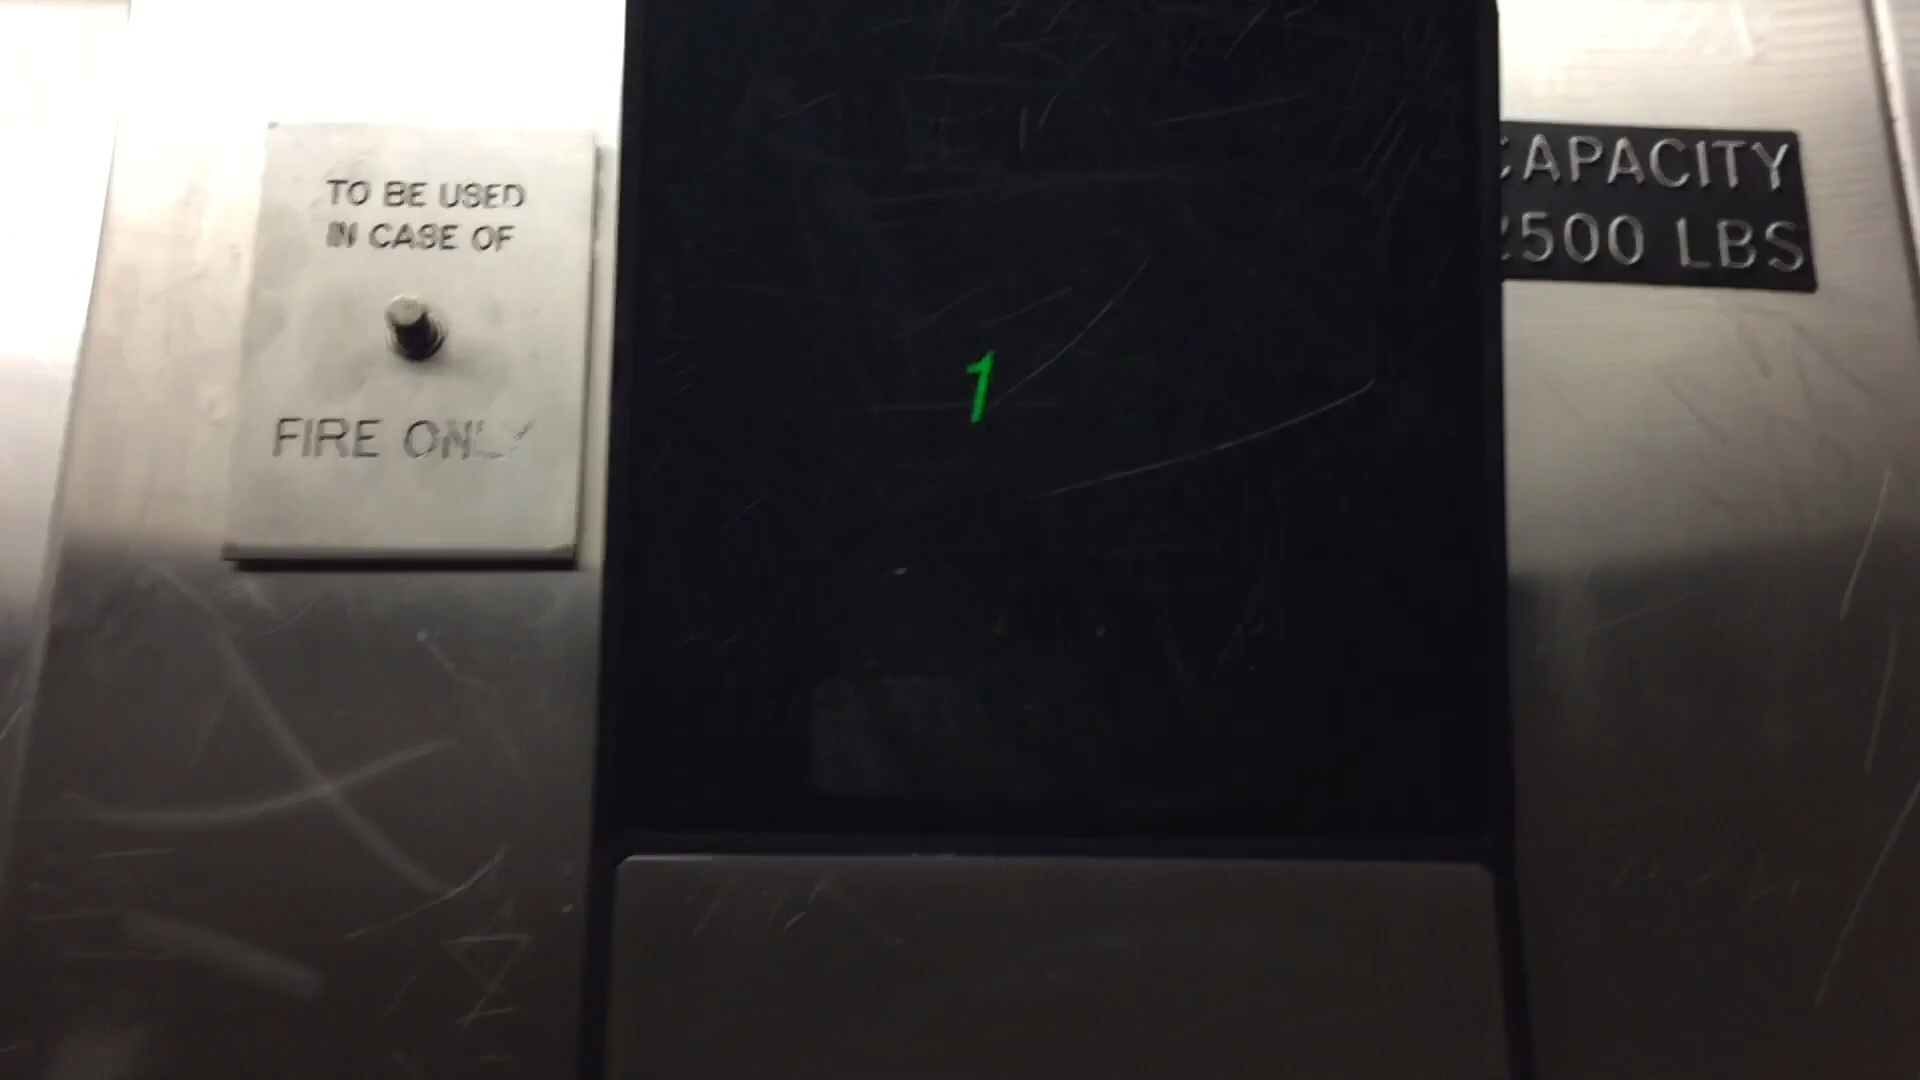 TO BE USED
IN CASE OF
FIRE ONLY
1
CAPACITY
2500 LBS